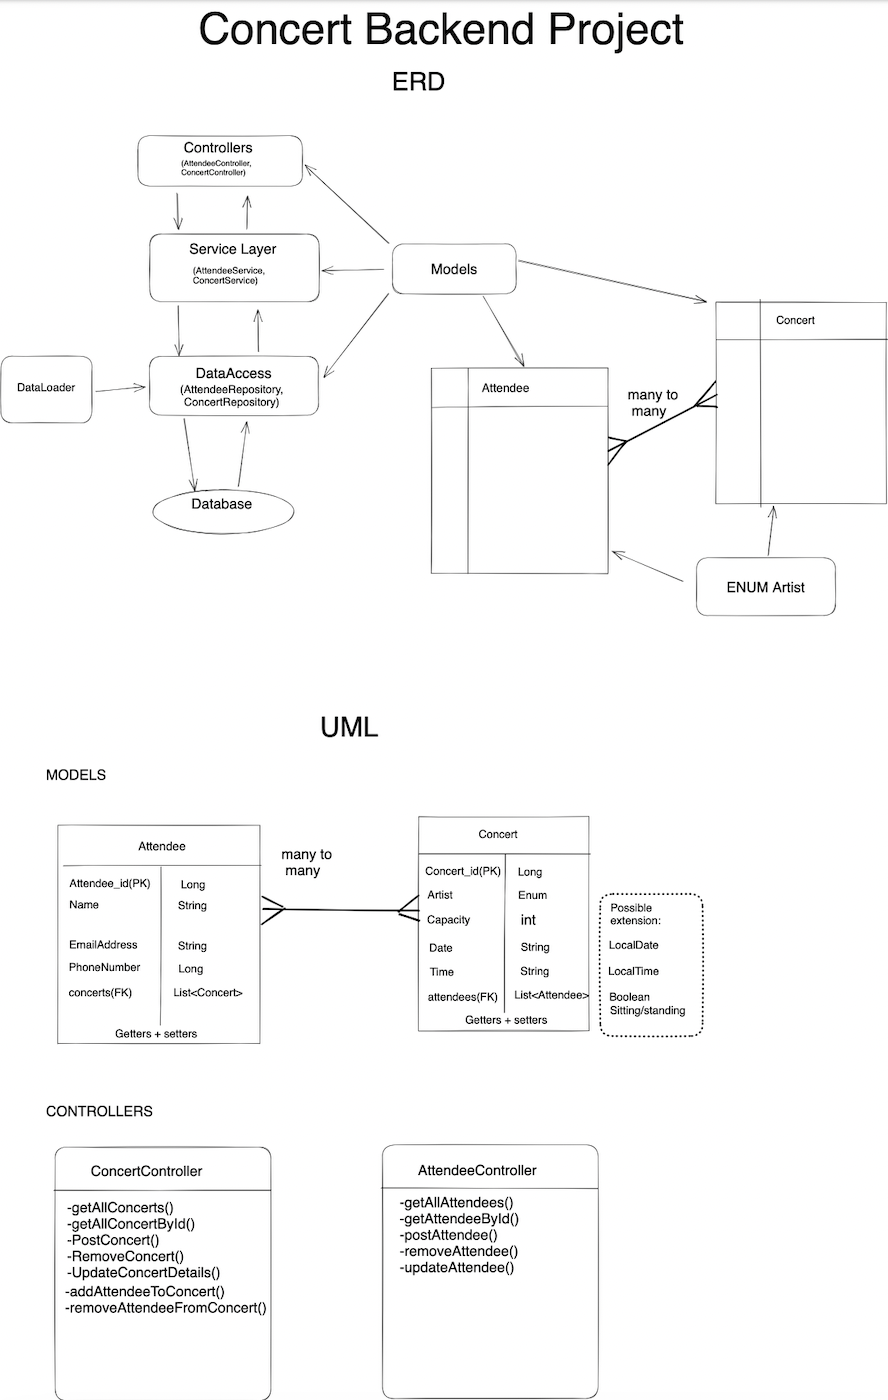 Concert Backend Project
ERD
Controllers
(AttendeeController,
ConcertController)
Service Layer
(AttendeeService,
ConcertService)
Models
Concert
DataLoader
DataAccess
(AttendeeRepository,
ConcertRepository)
Attendee
many to
many
Database
ENUM Artist
UML
MODELS
Attendee
Attendee_id(PK) Long
Name String
EmailAddress String
PhoneNumber Long
concerts(FK) List<Concert>
Getters + setters
many to
many
Concert
Concert_id(PK) Long
Artist Enum
Capacity int
Date String
Time String
attendees(FK) List<Attendee>
Getters + setters
Possible
extension:
LocalDate
LocalTime
Boolean
Sitting/standing
CONTROLLERS
ConcertController
-getAllConcerts()
-getAllConcertById()
-PostConcert()
-RemoveConcert()
-UpdateConcertDetails()
-addAttendeeToConcert()
-removeAttendeeFromConcert()
AttendeeController
-getAllAttendees()
-getAttendeeById()
-postAttendee()
-removeAttendee()
-updateAttendee()